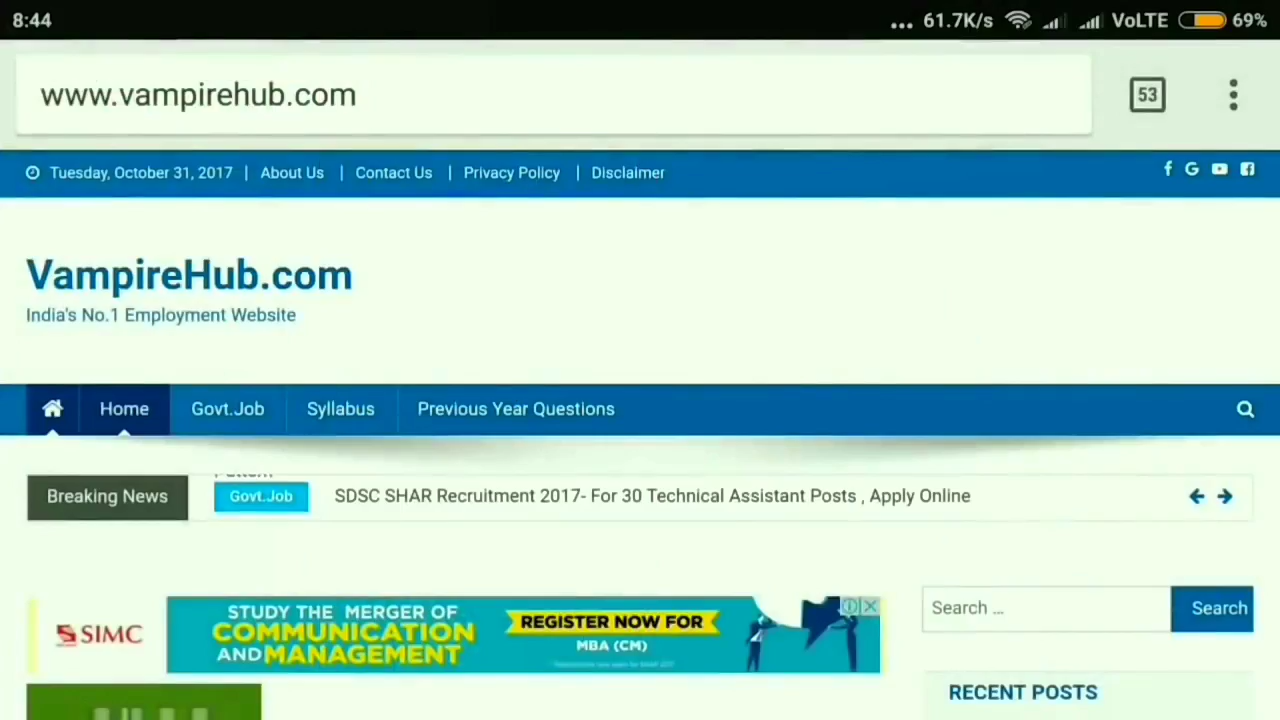 8:44 ... 61.7K/s VoLTE 69%
www.vampirehub.com 53
Tuesday, October 31, 2017 | About Us | Contact Us | Privacy Policy | Disclaimer
VampireHub.com
India's No.1 Employment Website
Home Govt.Job Syllabus Previous Year Questions
Breaking News Govt.Job SDSC SHAR Recruitment 2017- For 30 Technical Assistant Posts , Apply Online
SIMC
STUDY THE MERGER OF
COMMUNICATION
AND MANAGEMENT
REGISTER NOW FOR
MBA (CM)
Search ... Search
RECENT POSTS